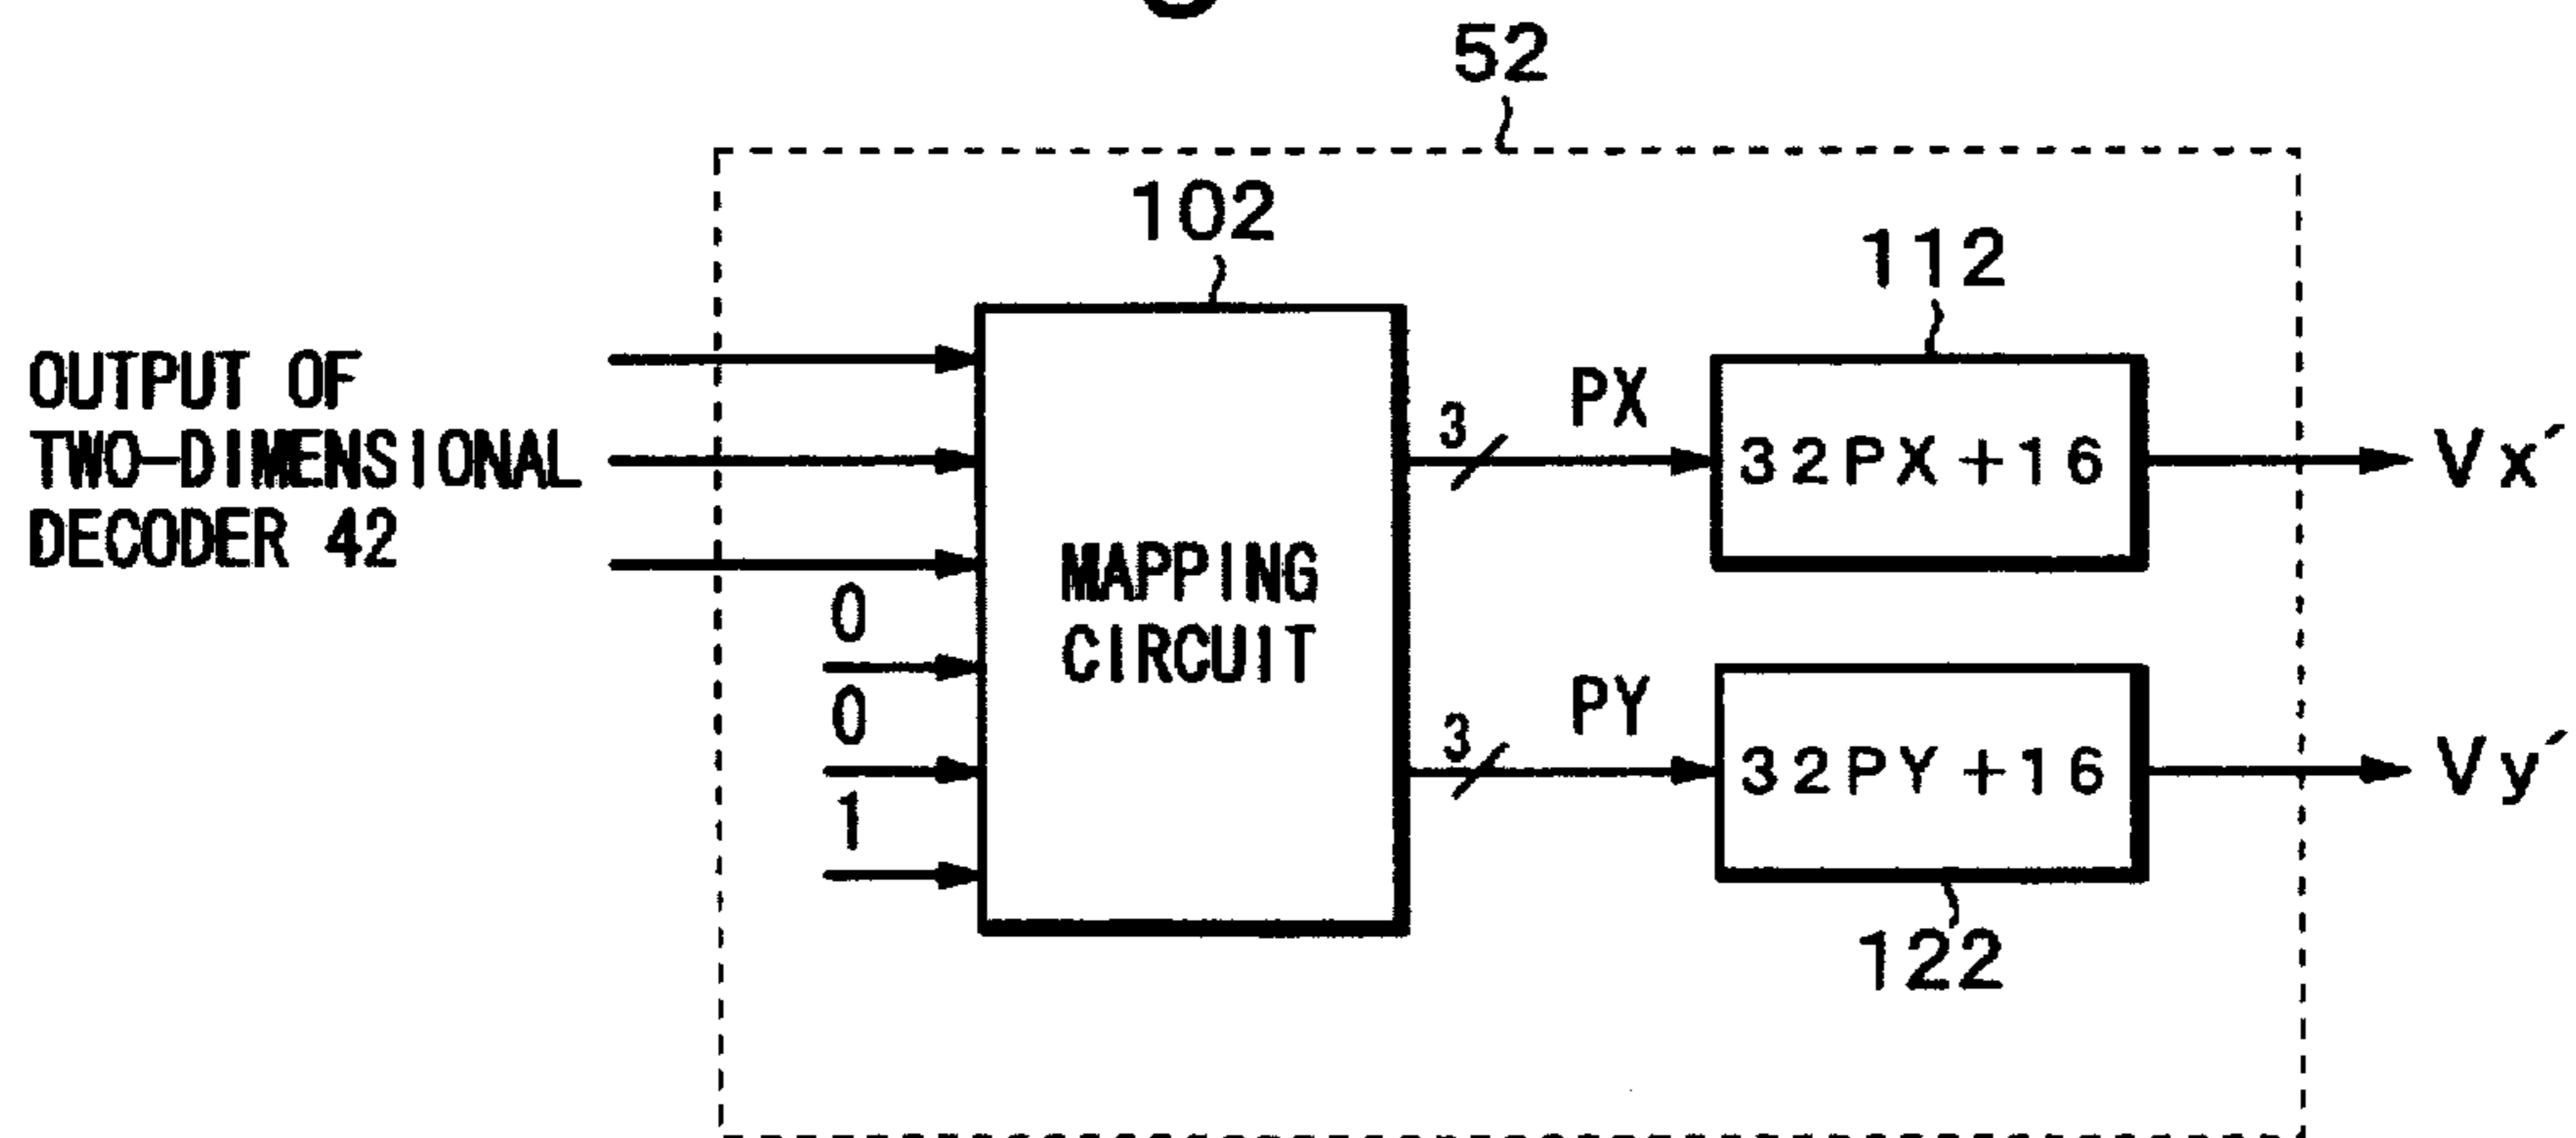 52
102
112
OUTPUT OF
TWO-DIMENSIONAL
DECODER 42
MAPPING
CIRCUIT
0
0
1
3
PX
32PX+16
Vx´
3
PY
32PY+16
Vy´
122